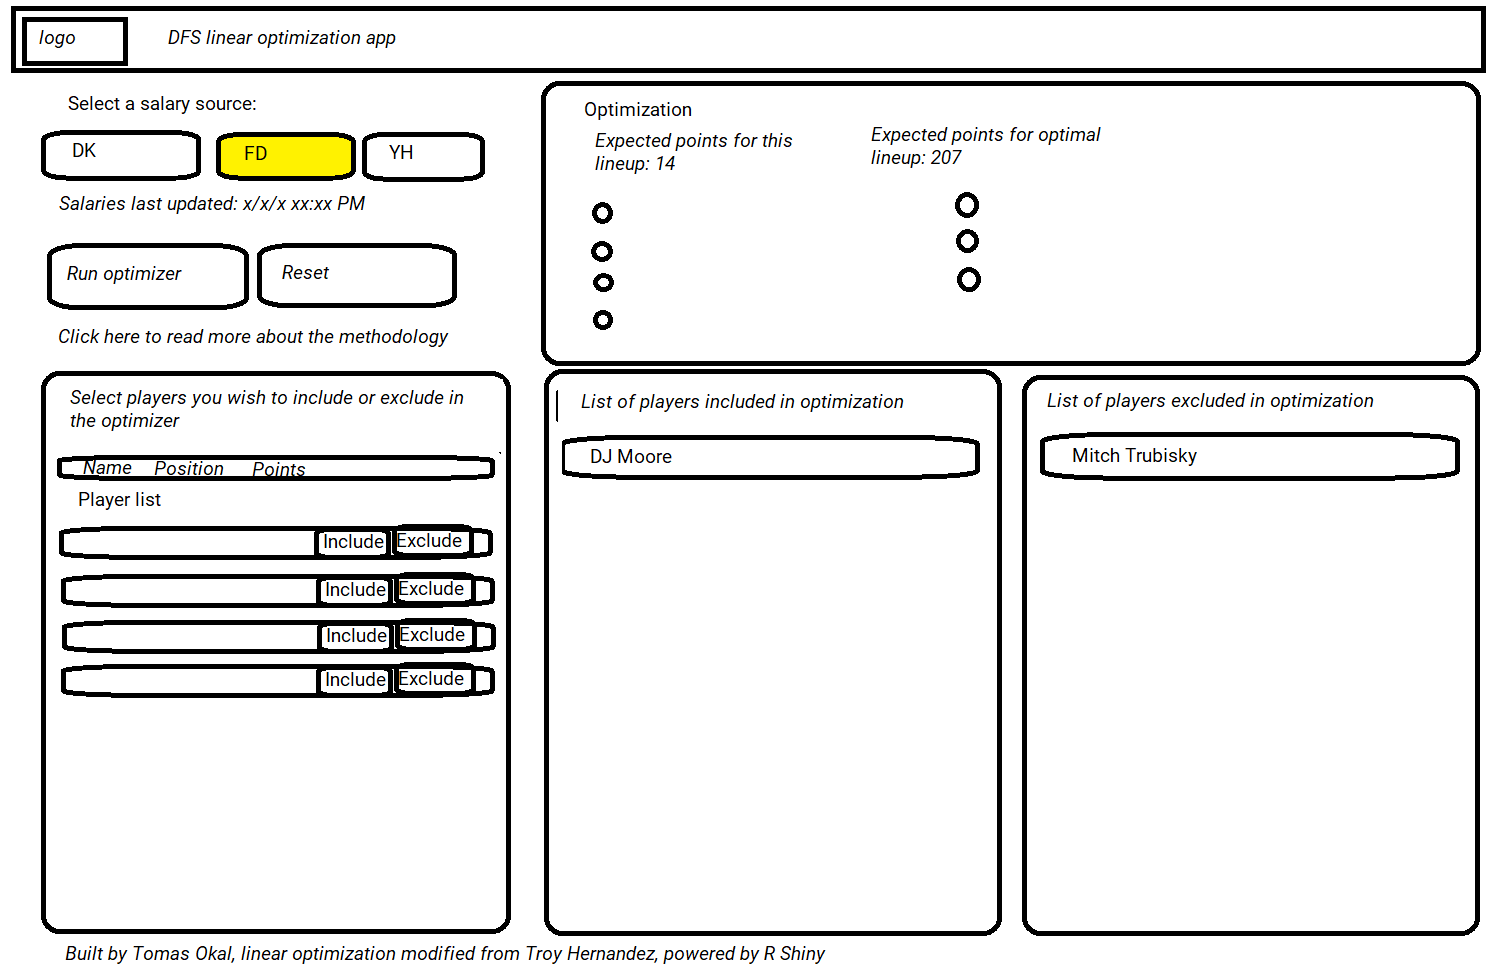 logo
DFS linear optimization app
Select a salary source:
DK
FD
YH
Salaries last updated: x/x/x xx:xx PM
Run optimizer
Reset
Click here to read more about the methodology
Optimization
Expected points for this
lineup: 14
Expected points for optimal
lineup: 207
Select players you wish to include or exclude in
the optimizer
Name Position Points
Player list
Include Exclude
Include Exclude
Include Exclude
Include Exclude
List of players included in optimization
DJ Moore
List of players excluded in optimization
Mitch Trubisky
Built by Tomas Okal, linear optimization modified from Troy Hernandez, powered by R Shiny